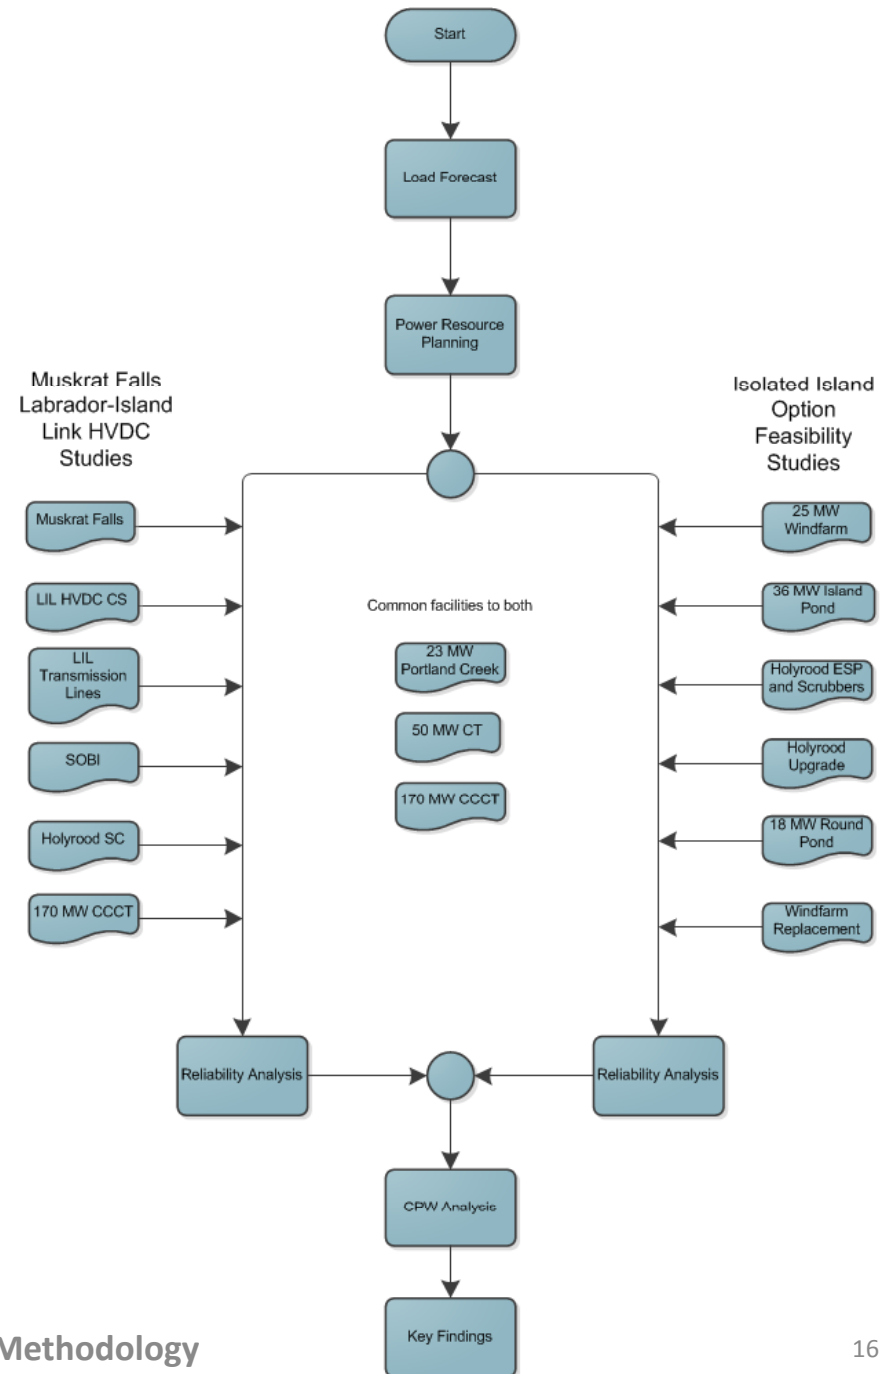 Start
Load Forecast
Power Resource
Planning
Muskrat Falls
Labrador-Island
Link HVDC
Studies
Muskrat Falls
LIL HVDC CS
LIL
Transmission
Lines
SOBI
Holyrood SC
170 MW CCCT
Common facilities to both
23 MW
Portland Creek
50 MW CT
170 MW CCCT
Isolated Island
Option
Feasibility
Studies
25 MW
Windfarm
36 MW Island
Pond
Holyrood ESP
and Scrubbers
Holyrood
Upgrade
18 MW Round
Pond
Windfarm
Replacement
Reliability Analysis
Reliability Analysis
CPW Analysis
Key Findings
Methodology
16